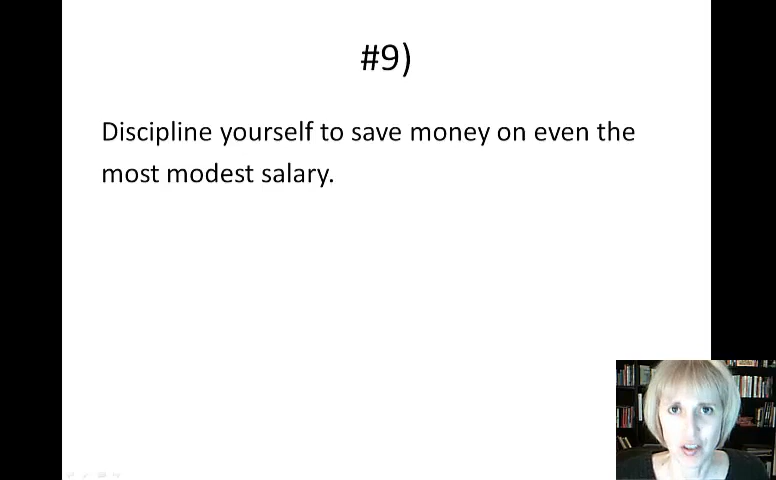 #9)
Discipline yourself to save money on even the
most modest salary.